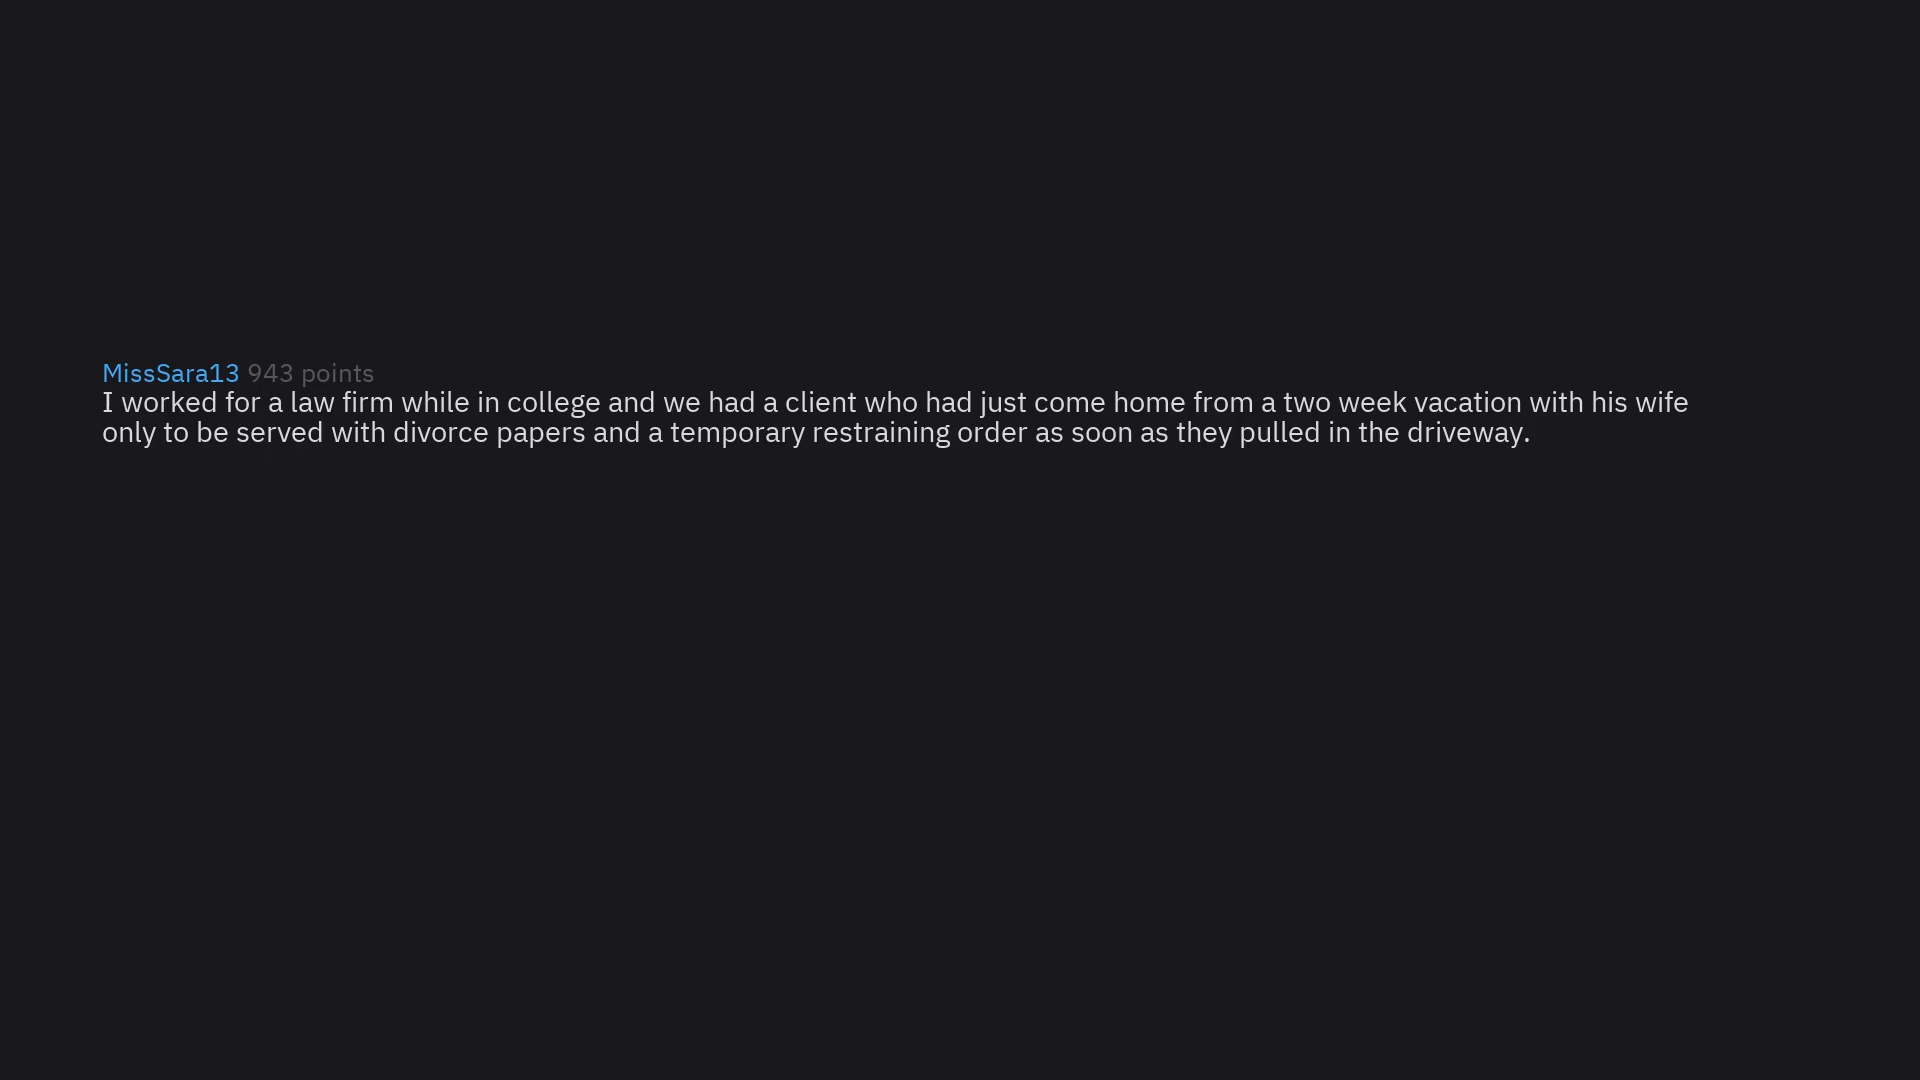 MissSara13 943 points
I worked for a law firm while in college and we had a client who had just come home from a two week vacation with his wife
only to be served with divorce papers and a temporary restraining order as soon as they pulled in the driveway.